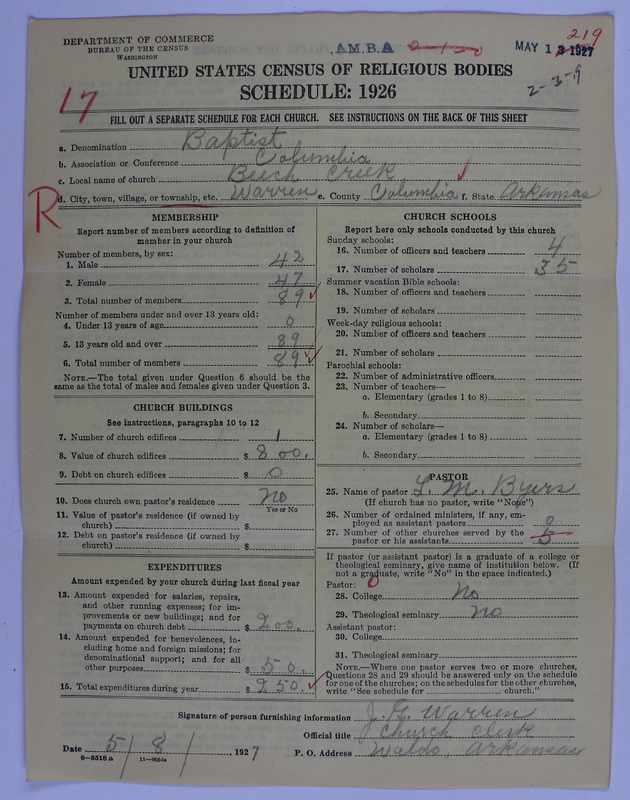 DEPARTMENT OF COMMERCE
BUREAU OF THE CENSUS
WASHINGTON
A.M.B.A
MAY 13 1927
219
2-3-9
17
UNITED STATES CENSUS OF RELIGIOUS BODIES
SCHEDULE: 1926
FILL OUT A SEPARATE SCHEDULE FOR EACH CHURCH. SEE INSTRUCTIONS ON THE BACK OF THIS SHEET
a. Denomination Baptist
b. Association or Conference Columbia
c. Local name of church Beech Creek
R
d. City, town, village, or township, etc. Warren e. County Columbia f. State Arkansas
MEMBERSHIP
Report number of members according to definition of
member in your church
Number of members, by sex:
1. Male 42
2. Female 47
3. Total number of members 89
Number of members under and over 13 years old:
4. Under 13 years of age 0
5. 13 years old and over 89
6. Total number of members 89
NOTE.—The total given under Question 6 should be the
same as the total of males and females given under Question 3.
CHURCH BUILDINGS
See instructions, paragraphs 10 to 12
7. Number of church edifices 1
8. Value of church edifices $ 800.
9. Debt on church edifices $ 0
10. Does church own pastor's residence No
Yes or No
11. Value of pastor's residence (if owned by
church) $
12. Debt on pastor's residence (if owned by
church) $
EXPENDITURES
Amount expended by your church during last fiscal year
13. Amount expended for salaries, repairs,
and other running expenses; for im-
provements or new buildings; and for
payments on church debt $ 200.
14. Amount expended for benevolences, in-
cluding home and foreign missions; for
denominational support; and for all
other purposes $ 50.
15. Total expenditures during year $ 250.
CHURCH SCHOOLS
Report here only schools conducted by this church
Sunday schools:
16. Number of officers and teachers 4
17. Number of scholars 35
Summer vacation Bible schools:
18. Number of officers and teachers
19. Number of scholars
Week-day religious schools:
20. Number of officers and teachers
21. Number of scholars
Parochial schools:
22. Number of administrative officers
23. Number of teachers—
a. Elementary (grades 1 to 8)
b. Secondary
24. Number of scholars—
a. Elementary (grades 1 to 8)
b. Secondary
PASTOR
25. Name of pastor L. M. Byers
(If church has no pastor, write "None")
26. Number of ordained ministers, if any, em-
ployed as assistant pastors 0
27. Number of other churches served by the
pastor or his assistants
If pastor (or assistant pastor) is a graduate of a college or
theological seminary, give name of institution below. (If
not a graduate, write "No" in the space indicated.)
Pastor: 0
28. College No
29. Theological seminary No
Assistant pastor:
30. College
31. Theological seminary
NOTE.—Where one pastor serves two or more churches,
Questions 28 and 29 should be answered only on the schedule
for one of the churches; on the schedules for the other churches,
write "See schedule for church."
Signature of person furnishing information J. G. Warren
Official title Church Clerk
Date 5/8/, 1927 P. O. Address Waldo, Arkansas
8-5518 a 11-9654a